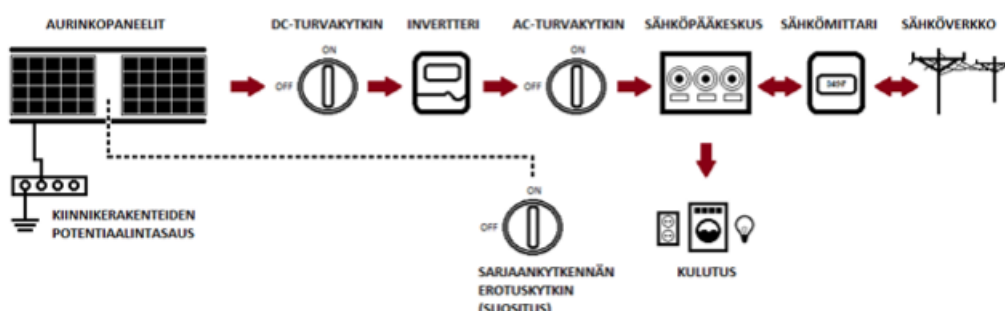 AURINKOPANEELIT
DC-TURVAKYTKIN
INVERTTERI
AC-TURVAKYTKIN
SÄHKÖPÄÄKESKUS
SÄHKÖMITTARI
SÄHKÖVERKKO
ON
OFF
ON
OFF
KIINNIKERAKENTEIDEN
POTENTIAALINTASAUS
ON
OFF
SARJAANKYTKENNÄN
EROTUSKYTKIN
(SUOSITUS)
KULUTUS